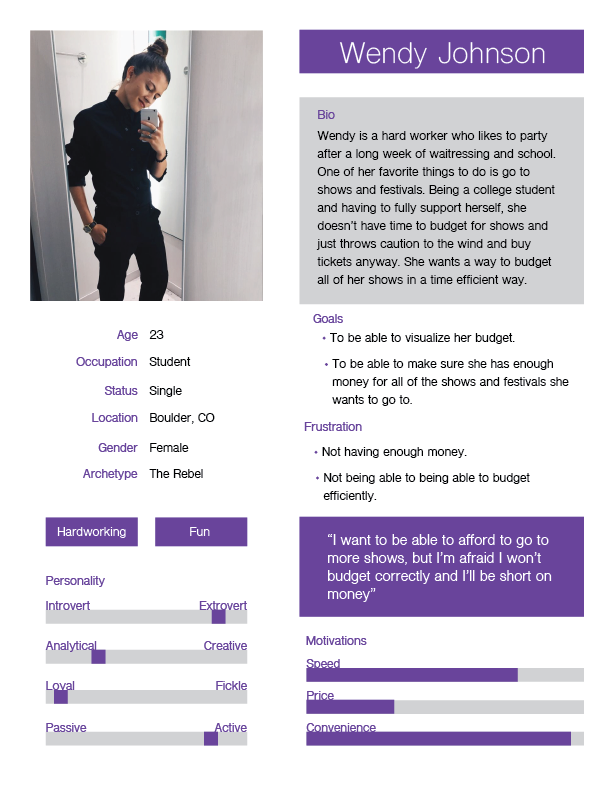 Wendy Johnson
Bio
Wendy is a hard worker who likes to party
after a long week of waitressing and school.
One of her favorite things to do is go to
shows and festivals. Being a college student
and having to fully support herself, she
doesn't have time to budget for shows and
just throws caution to the wind and buy
tickets anyway. She wants a way to budget
all of her shows in a time efficient way.
Age 23
Occupation Student
Status Single
Location Boulder, CO
Gender Female
Archetype The Rebel
Goals
• To be able to visualize her budget.
• To be able to make sure she has enough
money for all of the shows and festivals she
wants to go to.
Frustration
• Not having enough money.
• Not being able to being able to budget
efficiently.
Hardworking Fun
Personality
Introvert Extrovert
Analytical Creative
Loyal Fickle
Passive Active
“I want to be able to afford to go to
more shows, but I'm afraid I won't
budget correctly and I'll be short on
money”
Motivations
Speed
Price
Convenience